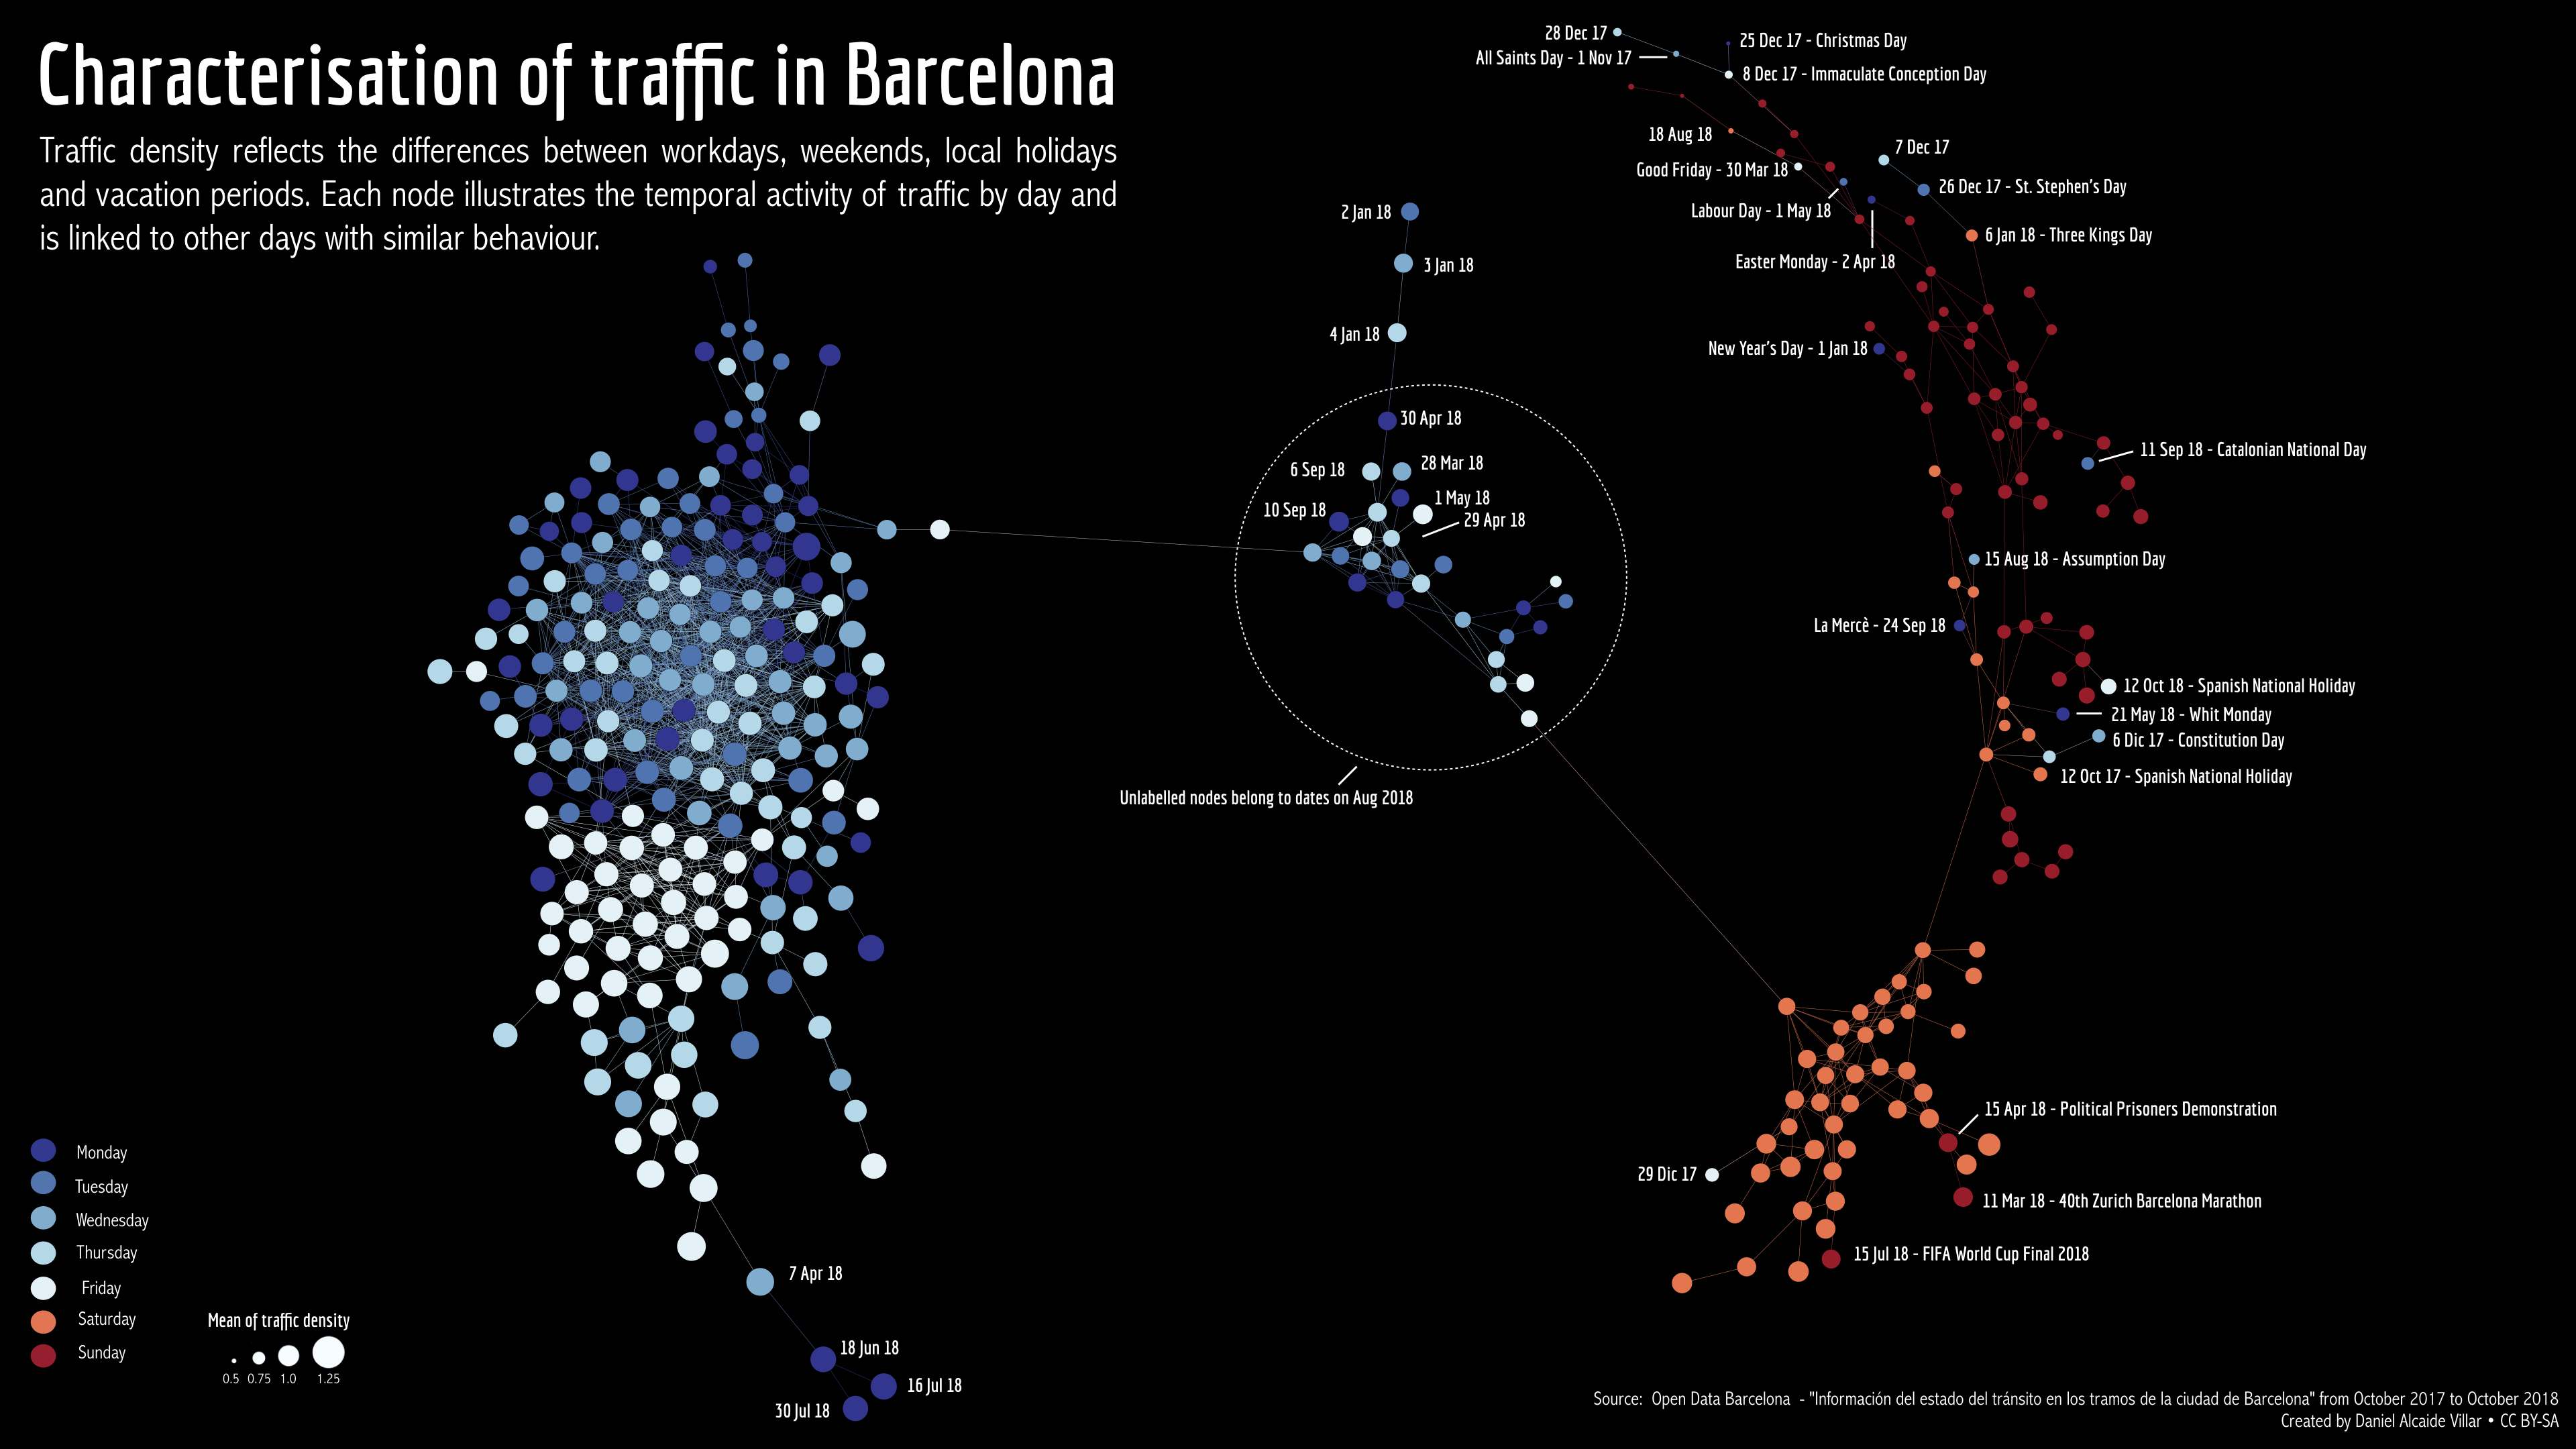 Characterisation of traffic in Barcelona
Traffic density reflects the differences between workdays, weekends, local holidays
and vacation periods. Each node illustrates the temporal activity of traffic by day and
is linked to other days with similar behaviour.
28 Dec 17
All Saints Day - 1 Nov 17
25 Dec 17 - Christmas Day
8 Dec 17 - Immaculate Conception Day
18 Aug 18
Good Friday - 30 Mar 18
7 Dec 17
26 Dec 17 - St. Stephen's Day
Labour Day - 1 May 18
6 Jan 18 - Three Kings Day
Easter Monday - 2 Apr 18
New Year's Day - 1 Jan 18
2 Jan 18
3 Jan 18
4 Jan 18
30 Apr 18
6 Sep 18
28 Mar 18
1 May 18
10 Sep 18
29 Apr 18
Unlabelled nodes belong to dates on Aug 2018
11 Sep 18 - Catalonian National Day
15 Aug 18 - Assumption Day
La Mercè - 24 Sep 18
12 Oct 18 - Spanish National Holiday
21 May 18 - Whit Monday
6 Dic 17 - Constitution Day
12 Oct 17 - Spanish National Holiday
15 Apr 18 - Political Prisoners Demonstration
29 Dic 17
11 Mar 18 - 40th Zurich Barcelona Marathon
15 Jul 18 - FIFA World Cup Final 2018
7 Apr 18
18 Jun 18
16 Jul 18
30 Jul 18
Monday
Tuesday
Wednesday
Thursday
Friday
Saturday
Sunday
Mean of traffic density
0.5 0.75 1.0 1.25
Source: Open Data Barcelona - "Información del estado del tránsito en los tramos de la ciudad de Barcelona" from October 2017 to October 2018
Created by Daniel Alcaide Villar • CC BY-SA